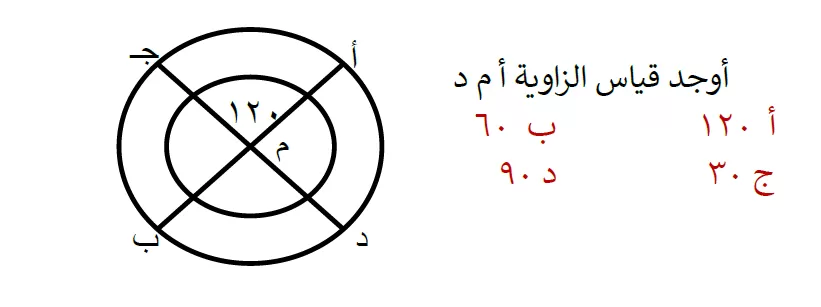 أوجد قياس الزاوية أ م د
أ ١٢٠ ب ٦٠
ج ٣٠ د ٩٠
جـ أ
١٢٠
م
ب د